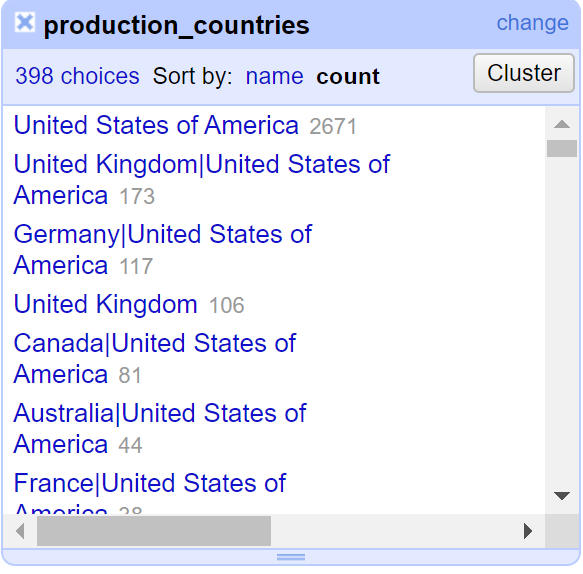 production_countries change
398 choices Sort by: name count Cluster
United States of America 2671
United Kingdom|United States of
America 173
Germany|United States of
America 117
United Kingdom 106
Canada|United States of
America 81
Australia|United States of
America 44
France|United States of
America 38